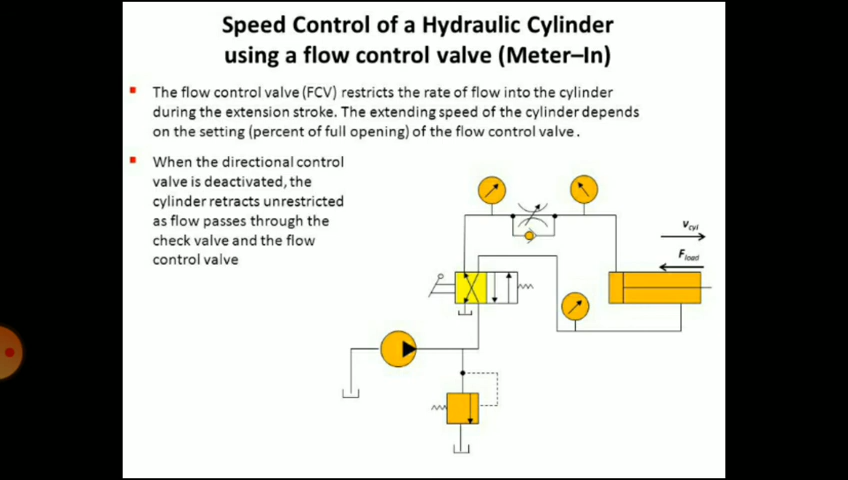 Speed Control of a Hydraulic Cylinder
using a flow control valve (Meter–In)
The flow control valve (FCV) restricts the rate of flow into the cylinder
during the extension stroke. The extending speed of the cylinder depends
on the setting (percent of full opening) of the flow control valve.
When the directional control
valve is deactivated, the
cylinder retracts unrestricted
as flow passes through the
check valve and the flow
control valve
Vcyl
Fload